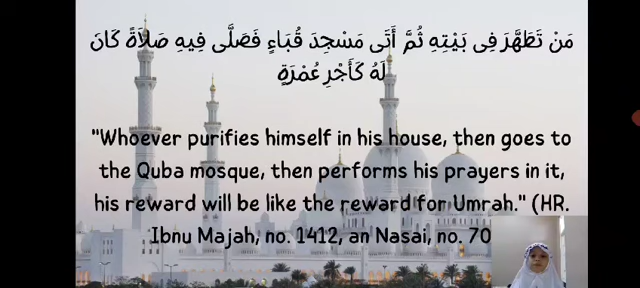 مَنْ تَطَهَّرَ فِى بَيْتِهِ ثُمَّ أَتَى مَسْجِدَ قُبَاءٍ فَصَلَّى فِيهِ صَلاَةً كَانَ
لَهُ كَأَجْرِ عُمْرَةٍ
"Whoever purifies himself in his house, then goes to
the Quba mosque, then performs his prayers in it,
his reward will be like the reward for Umrah." (HR.
Ibnu Majah, no. 1412, an Nasai, no. 70